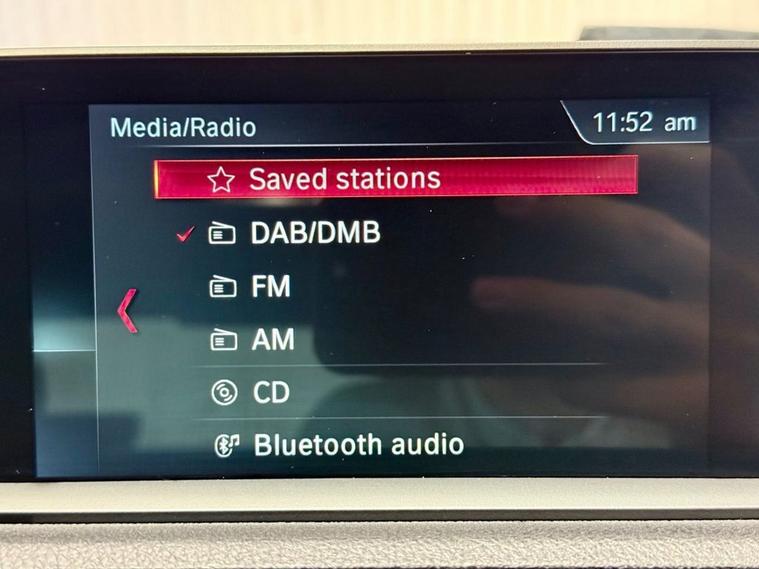 Media/Radio
11:52 am
Saved stations
DAB/DMB
FM
AM
CD
Bluetooth audio